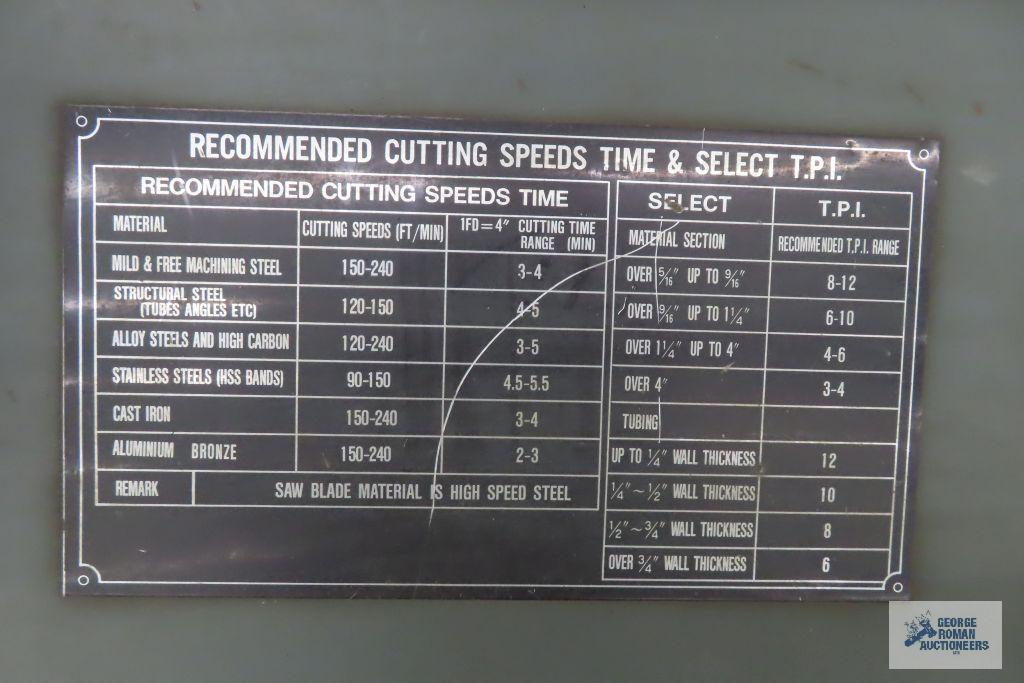 RECOMMENDED CUTTING SPEEDS TIME & SELECT T.P.I.
RECOMMENDED CUTTING SPEEDS TIME
MATERIAL CUTTING SPEEDS (FT/MIN) 1FD=4" CUTTING TIME
RANGE (MIN)
MILD & FREE MACHINING STEEL 150-240 3-4
STRUCTURAL STEEL
(TUBES ANGLES ETC) 120-150 4-5
ALLOY STEELS AND HIGH CARBON 120-240 3-5
STAINLESS STEELS (HSS BANDS) 90-150 4.5-5.5
CAST IRON 150-240 3-4
ALUMINIUM BRONZE 150-240 2-3
REMARK SAW BLADE MATERIAL IS HIGH SPEED STEEL
SELECT T.P.I.
MATERIAL SECTION RECOMMENDED T.P.I. RANGE
OVER 5/16" UP TO 9/16" 8-12
OVER 9/16" UP TO 1 1/4" 6-10
OVER 1 1/4" UP TO 4" 4-6
OVER 4" 3-4
TUBING
UP TO 1/4" WALL THICKNESS 12
1/4"~1/2" WALL THICKNESS 10
1/2"~3/4" WALL THICKNESS 8
OVER 3/4" WALL THICKNESS 6
GEORGE
ROMAN
AUCTIONEERS